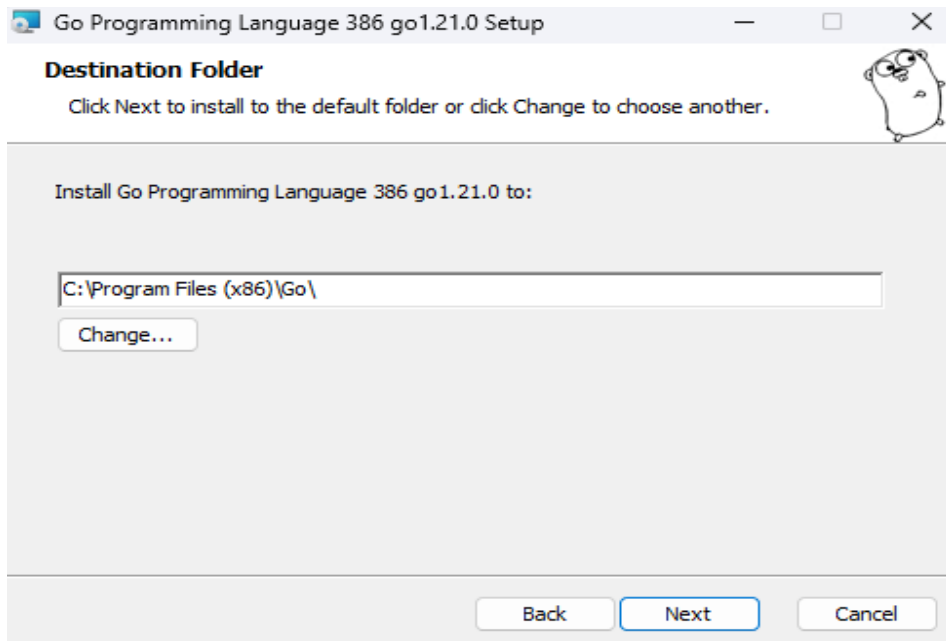 Go Programming Language 386 go1.21.0 Setup
Destination Folder
Click Next to install to the default folder or click Change to choose another.
Install Go Programming Language 386 go1.21.0 to:
C:\Program Files (x86)\Go\
Change...
Back Next Cancel